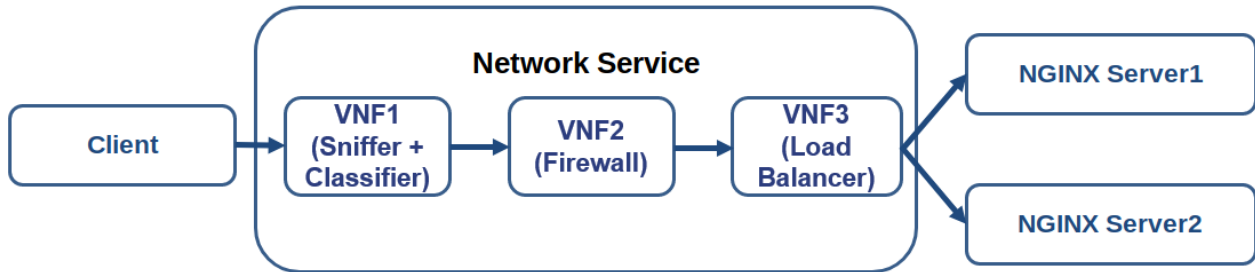 Network Service
Client
VNF1
(Sniffer +
Classifier)
VNF2
(Firewall)
VNF3
(Load
Balancer)
NGINX Server1
NGINX Server2